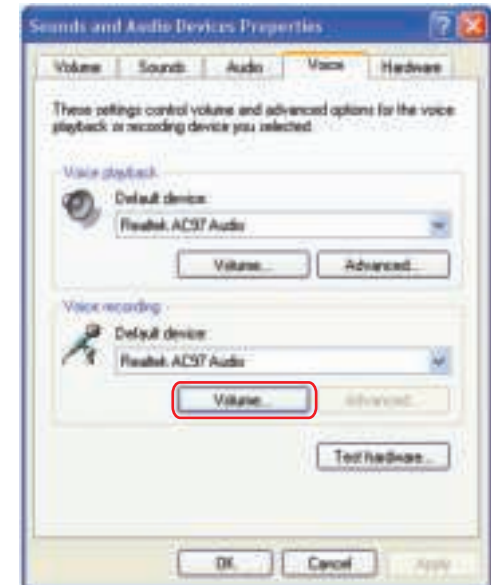 Sounds and Audio Devices Properties
Volume Sounds Audio Voice Hardware
These settings control volume and advanced options for the voice
playback or recording device you selected.
Voice playback
Default device:
Realtek AC97 Audio
Volume... Advanced...
Voice recording
Default device:
Realtek AC97 Audio
Volume... Advanced...
Test hardware...
OK Cancel Apply